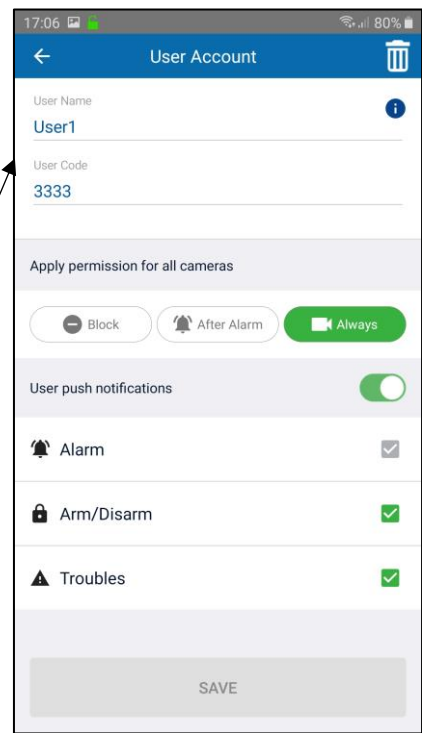 17:06 80%
User Account
User Name
User1
User Code
3333
Apply permission for all cameras
Block After Alarm Always
User push notifications
Alarm
Arm/Disarm
Troubles
SAVE